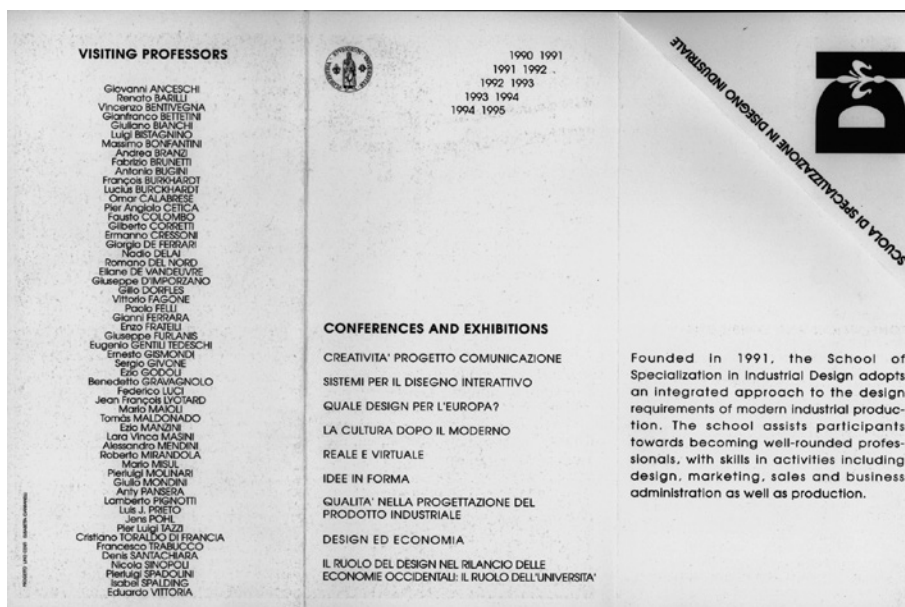 VISITING PROFESSORS
Giovanni ANCESCHI
Renato BARILLI
Vincenzo BENTIVEGNA
Gianfranco BETTETINI
Giuliano BIANCHI
Luigi BISTAGNINO
Massimo BONFANTINI
Andrea BRANZI
Fabrizio BRUNETTI
Antonio BUGINI
François BURKHARDT
Lucius BURCKHARDT
Omar CALABRESE
Pier Angiolo CETICA
Fausto COLOMBO
Gilberto CORRETTI
Ermanno CRESSONI
Giorgio DE FERRARI
Nadio DELAI
Romano DEL NORD
Eliane DE VANDEUVRE
Giuseppe D'IMPORZANO
Gillo DORFLES
Vittorio FAGONE
Paolo FELLI
Gianni FERRARA
Enzo FRATEILI
Giuseppe FURLANIS
Eugenio GENTILI TEDESCHI
Ernesto GISMONDI
Sergio GIVONE
Ezio GODOLI
Benedetto GRAVAGNOLO
Federico LUCI
Jean François LYOTARD
Mario MAIOLI
Tomàs MALDONADO
Ezio MANZINI
Lara Vinca MASINI
Alessandro MENDINI
Roberto MIRANDOLA
Mario MISUL
Pierluigi MOLINARI
Giulio MONDINI
Anty PANSERA
Lamberto PIGNOTTI
Luis J. PRIETO
Jens POHL
Pier Luigi TAZZI
Cristiano TORALDO DI FRANCIA
Francesco TRABUCCO
Denis SANTACHIARA
Nicola SINOPOLI
Pierluigi SPADOLINI
Isabel SPALDING
Eduardo VITTORIA
1990 1991
1991 1992
1992 1993
1993 1994
1994 1995
CONFERENCES AND EXHIBITIONS
CREATIVITA' PROGETTO COMUNICAZIONE
SISTEMI PER IL DISEGNO INTERATTIVO
QUALE DESIGN PER L'EUROPA?
LA CULTURA DOPO IL MODERNO
REALE E VIRTUALE
IDEE IN FORMA
QUALITA' NELLA PROGETTAZIONE DEL
PRODOTTO INDUSTRIALE
DESIGN ED ECONOMIA
IL RUOLO DEL DESIGN NEL RILANCIO DELLE
ECONOMIE OCCIDENTALI: IL RUOLO DELL'UNIVERSITA'
SCUOLA DI SPECIALIZZAZIONE IN DISEGNO INDUSTRIALE
DI
Founded in 1991, the School of
Specialization in Industrial Design adopts
an integrated approach to the design
requirements of modern industrial produc-
tion. The school assists participants
towards becoming well-rounded profes-
sionals, with skills in activities including
design, marketing, sales and business
administration as well as production.